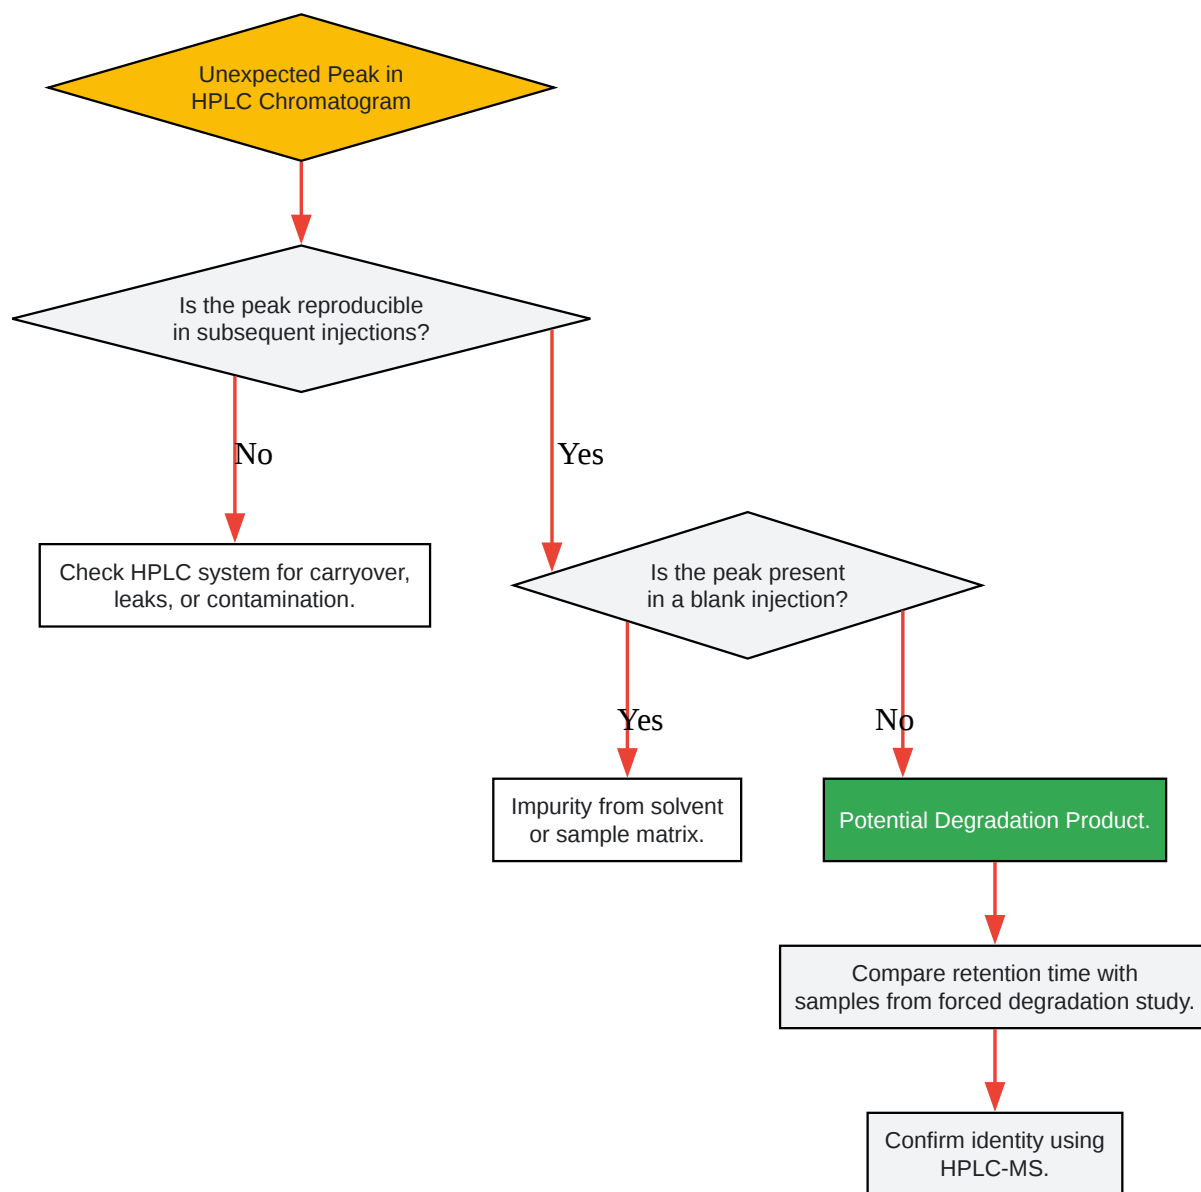 Unexpected Peak in
HPLC Chromatogram
Is the peak reproducible
in subsequent injections?
No
Yes
Check HPLC system for carryover,
leaks, or contamination.
Is the peak present
in a blank injection?
Yes
No
Impurity from solvent
or sample matrix.
Potential Degradation Product.
Compare retention time with
samples from forced degradation study.
Confirm identity using
HPLC-MS.